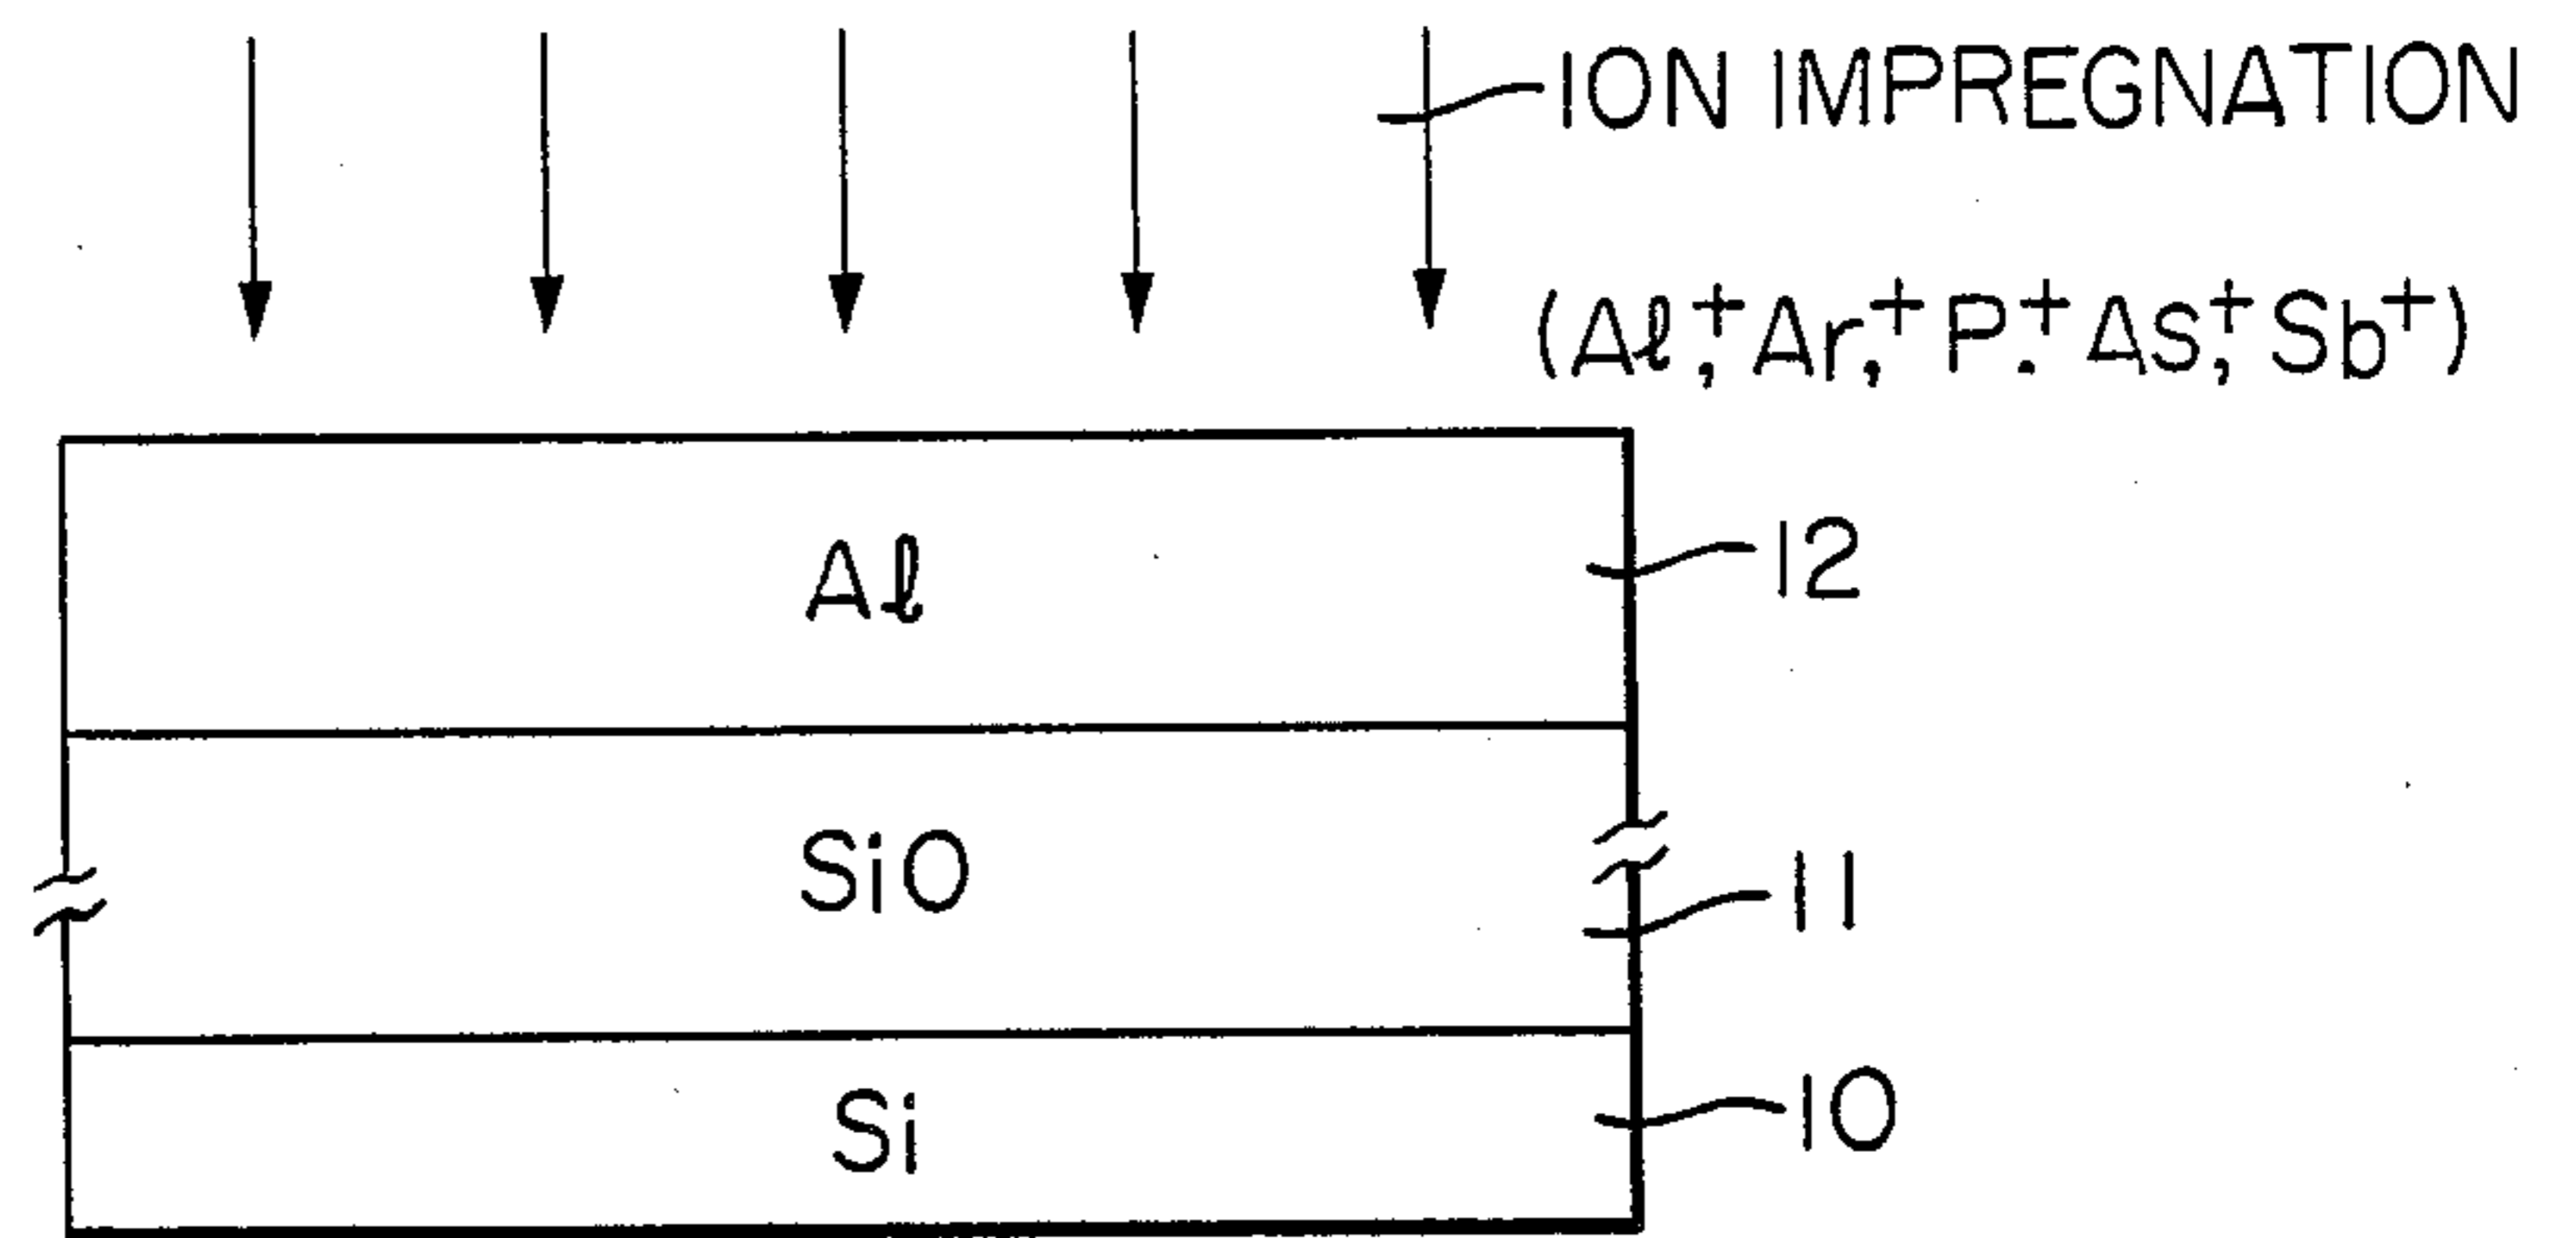 ION IMPREGNATION
(Al,⁺ Ar,⁺ P.⁺ As,⁺ Sb⁺)
Al
12
SiO
11
Si
10